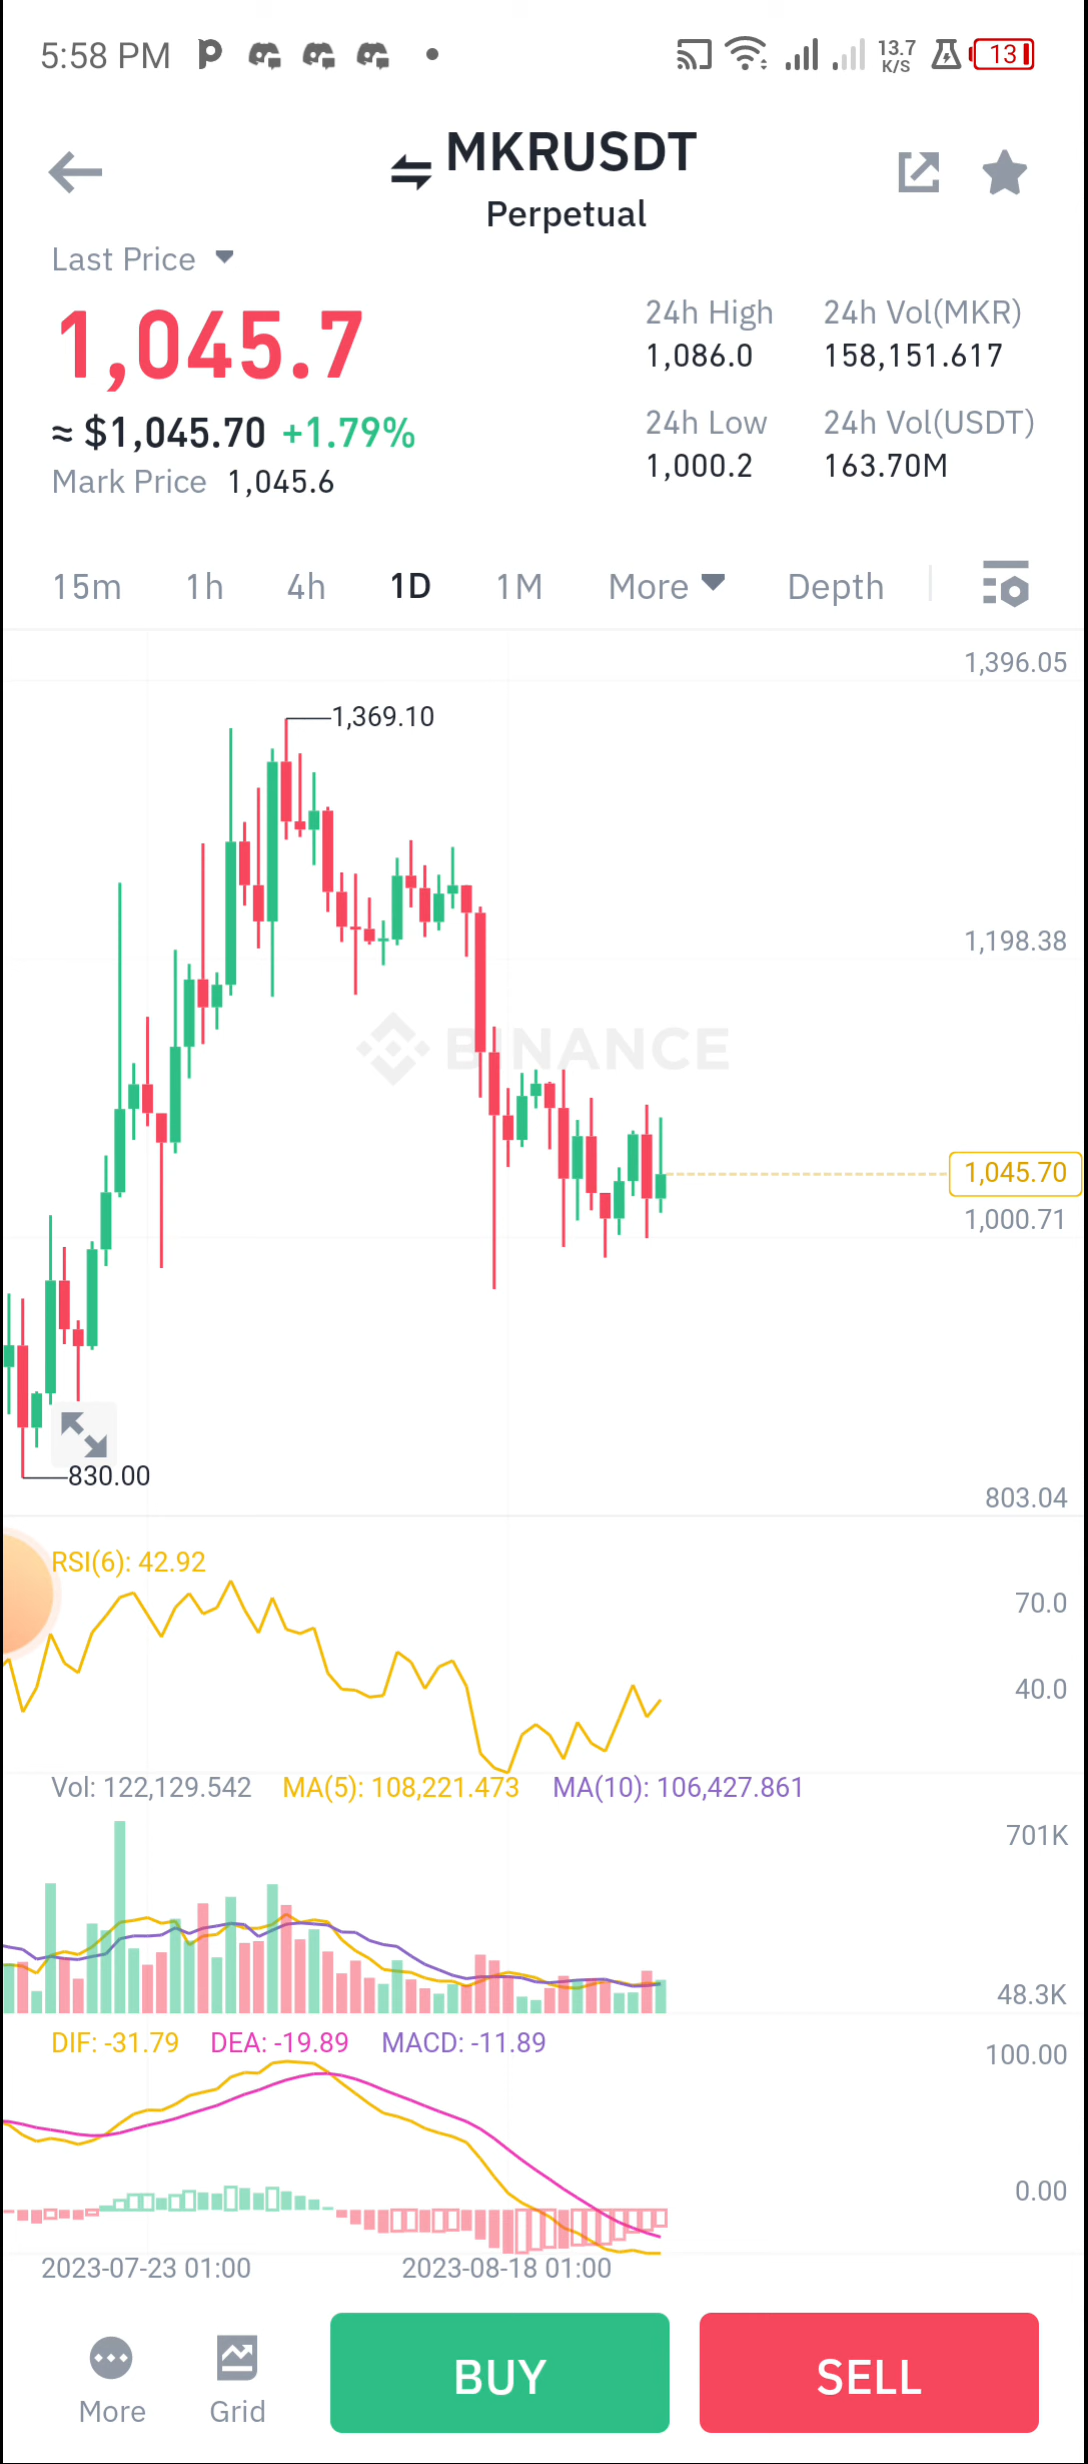 5:58 PM
13.7
K/S
13
MKRUSDT
Perpetual
Last Price
1,045.7
≈ $1,045.70 +1.79%
Mark Price 1,045.6
24h High
1,086.0
24h Vol(MKR)
158,151.617
24h Low
1,000.2
24h Vol(USDT)
163.70M
15m 1h 4h 1D 1M More Depth
1,396.05
1,369.10
1,198.38
BINANCE
1,045.70
1,000.71
830.00
803.04
RSI(6): 42.92
70.0
40.0
Vol: 122,129.542 MA(5): 108,221.473 MA(10): 106,427.861
701K
48.3K
DIF: -31.79 DEA: -19.89 MACD: -11.89
100.00
0.00
2023-07-23 01:00 2023-08-18 01:00
More Grid BUY SELL